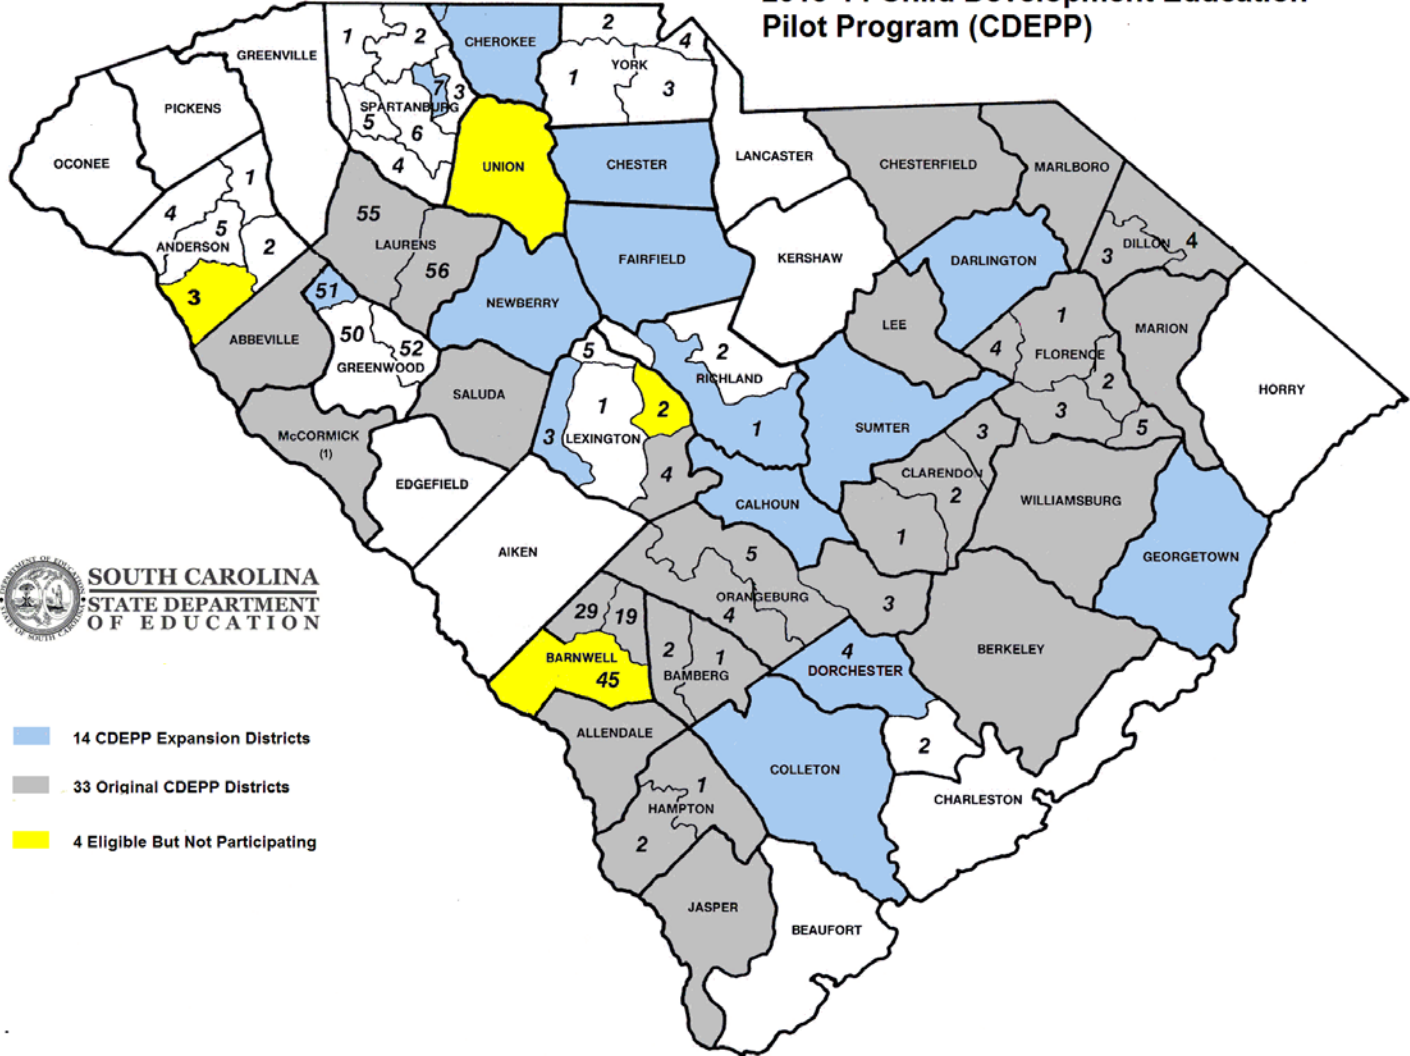 Pilot Program (CDEPP)
1
2
CHEROKEE
2
4
GREENVILLE
YORK
1
3
PICKENS
7
3
SPARTANBURG
5
6
OCONEE
4
UNION
CHESTER
LANCASTER
CHESTERFIELD
MARLBORO
1
4
5
ANDERSON
2
3
55
LAURENS
56
FAIRFIELD
KERSHAW
DARLINGTON
DILLON
4
3
51
NEWBERRY
ABBEVILLE
50
52
GREENWOOD
LEE
1
MARION
4
FLORENCE
2
5
2
RICHLAND
HORRY
SALUDA
1
2
3
LEXINGTON
1
SUMTER
3
5
McCORMICK
(1)
EDGEFIELD
4
CALHOUN
3
CLARENDON
2
1
WILLIAMSBURG
AIKEN
5
ORANGEBURG
4
3
GEORGETOWN
SOUTH CAROLINA
STATE DEPARTMENT
OF EDUCATION
29
19
BARNWELL
45
2
1
BAMBERG
4
DORCHESTER
BERKELEY
14 CDEPP Expansion Districts
ALLENDALE
2
COLLETON
33 Original CDEPP Districts
1
HAMPTON
2
CHARLESTON
4 Eligible But Not Participating
JASPER
BEAUFORT